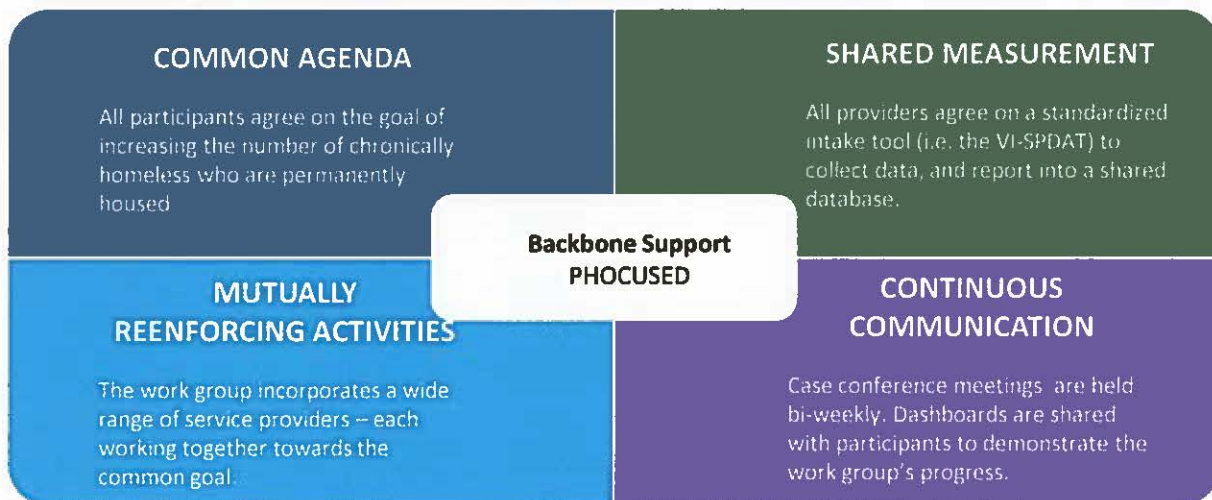 COMMON AGENDA
All participants agree on the goal of
increasing the number of chronically
homeless who are permanently
housed
SHARED MEASUREMENT
All providers agree on a standardized
intake tool (i.e. the VI-SPDAT) to
collect data, and report into a shared
database.
Backbone Support
PHOCUSED
MUTUALLY
REENFORCING ACTIVITIES
The work group incorporates a wide
range of service providers – each
working together towards the
common goal.
CONTINUOUS
COMMUNICATION
Case conference meetings are held
bi-weekly. Dashboards are shared
with participants to demonstrate the
work group's progress.